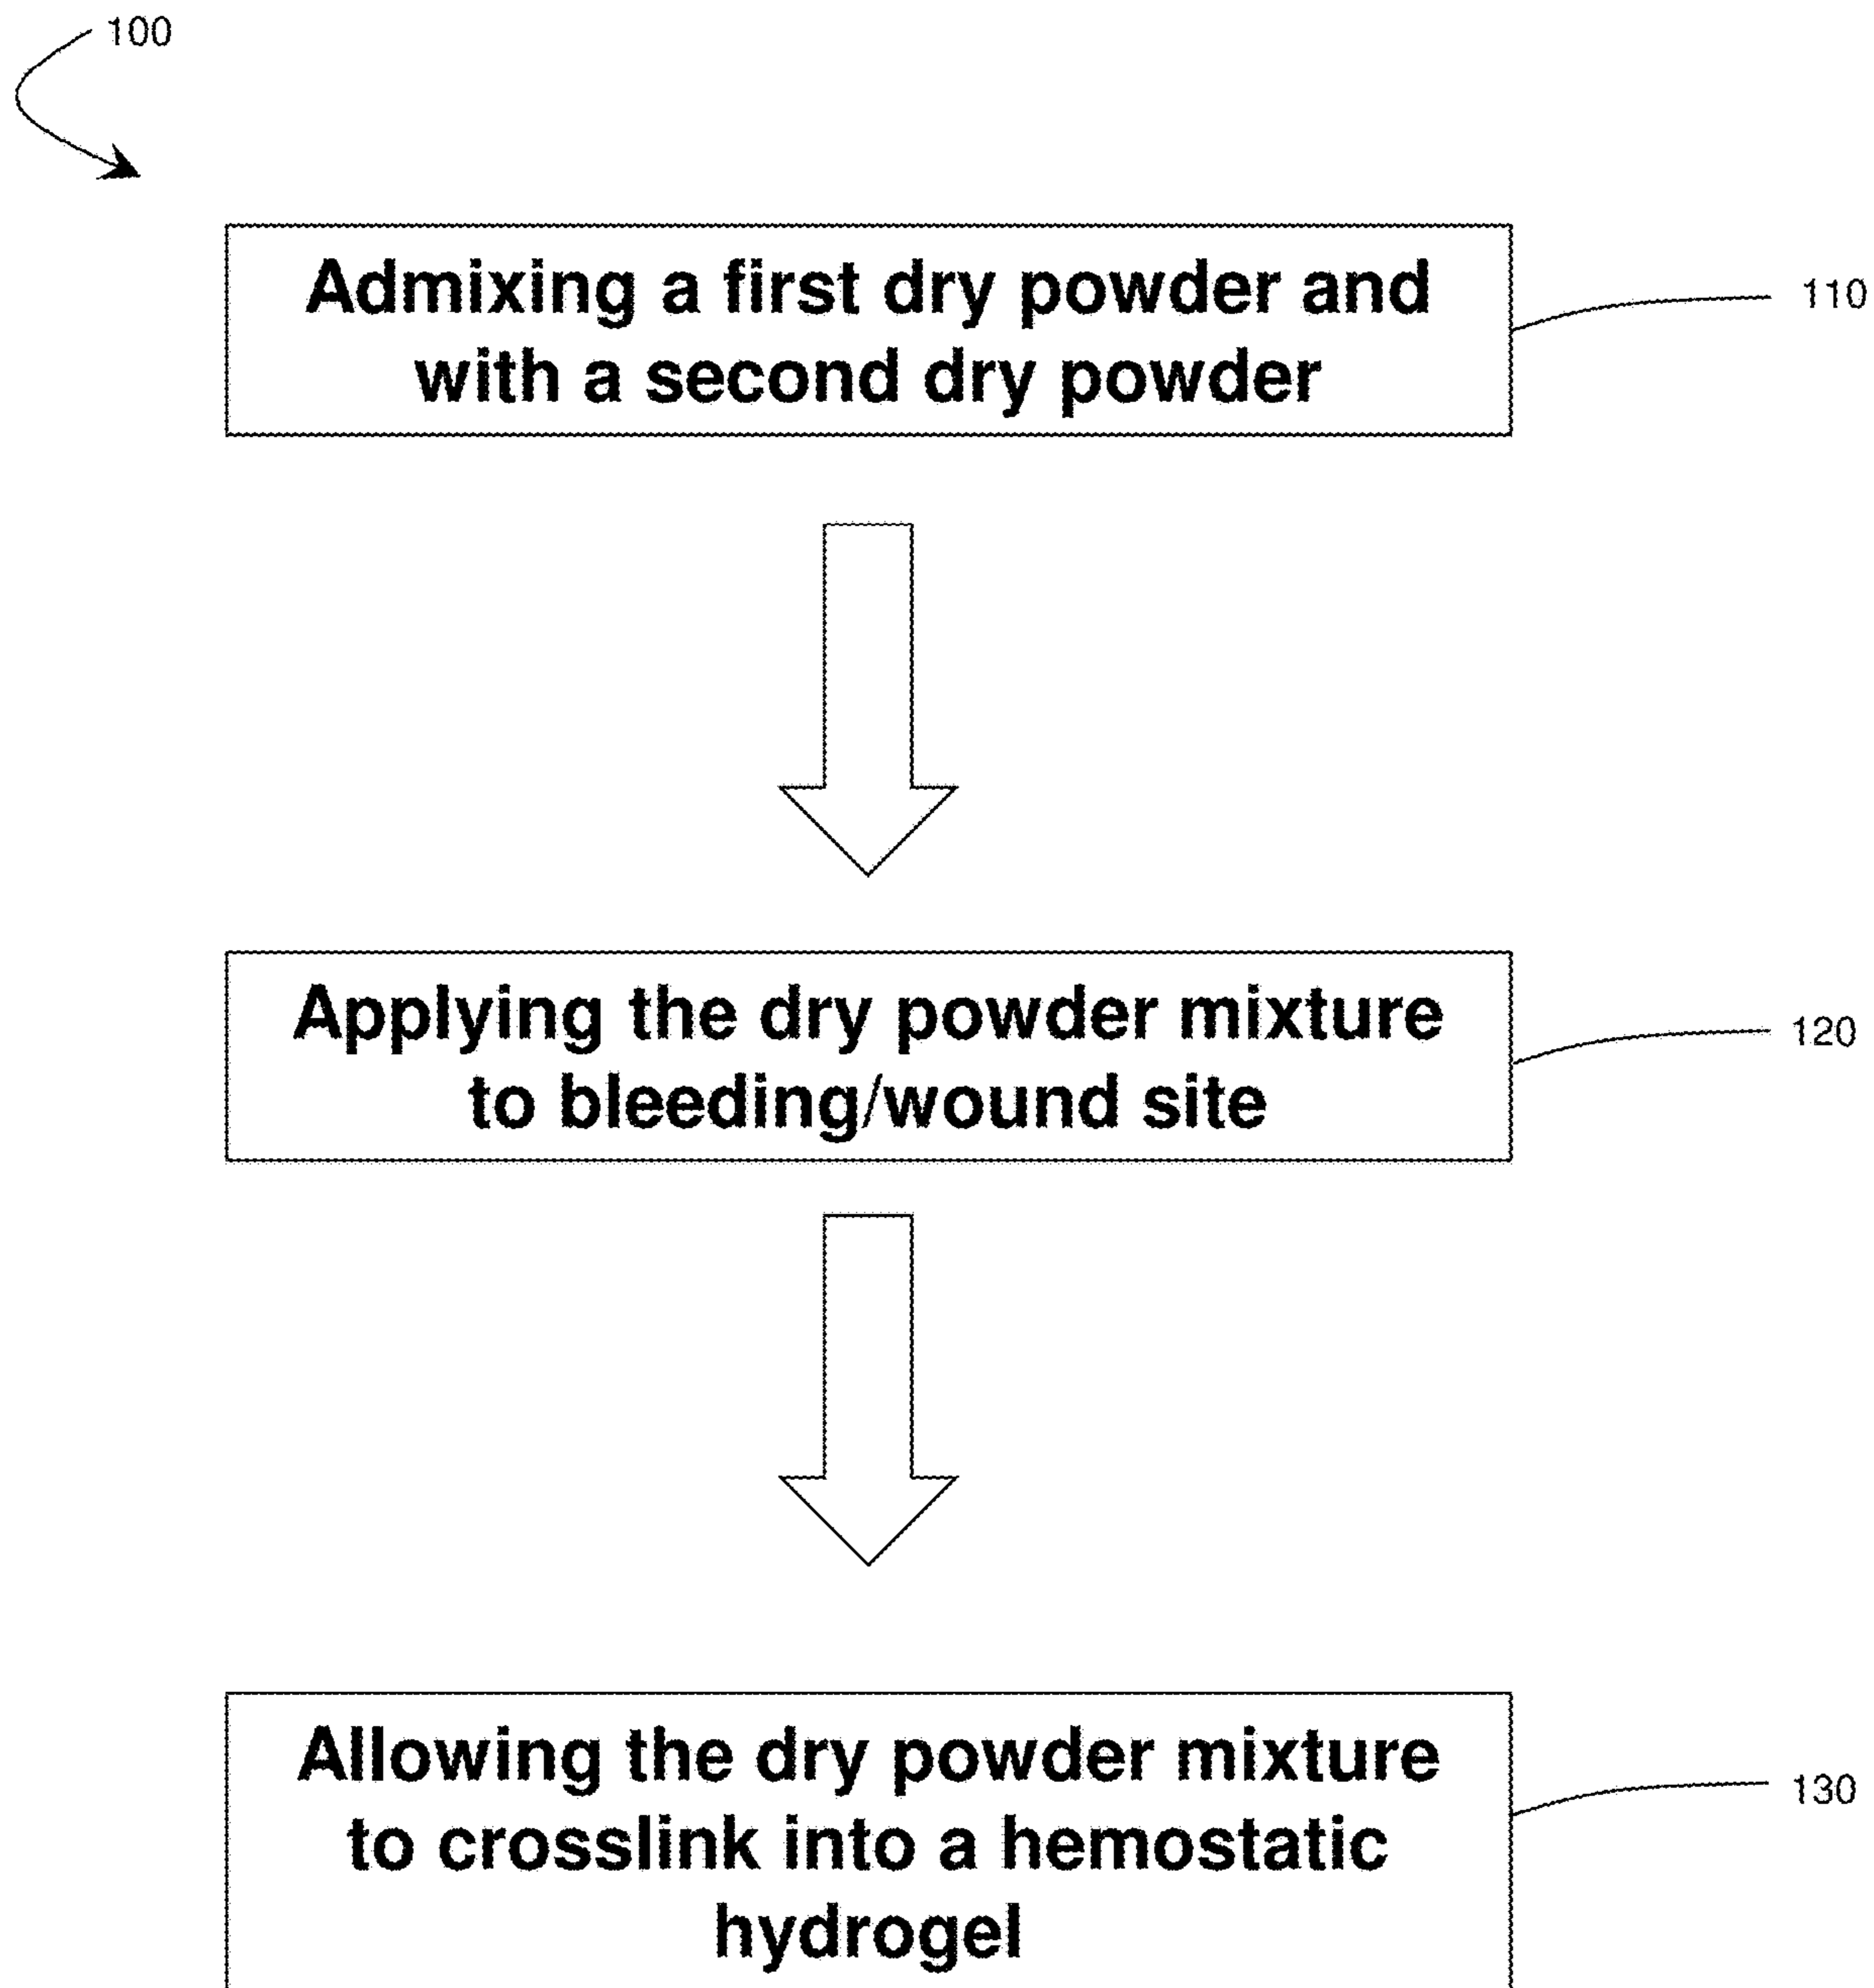 100
Admixing a first dry powder and
with a second dry powder
110
Applying the dry powder mixture
to bleeding/wound site
120
Allowing the dry powder mixture
to crosslink into a hemostatic
hydrogel
130